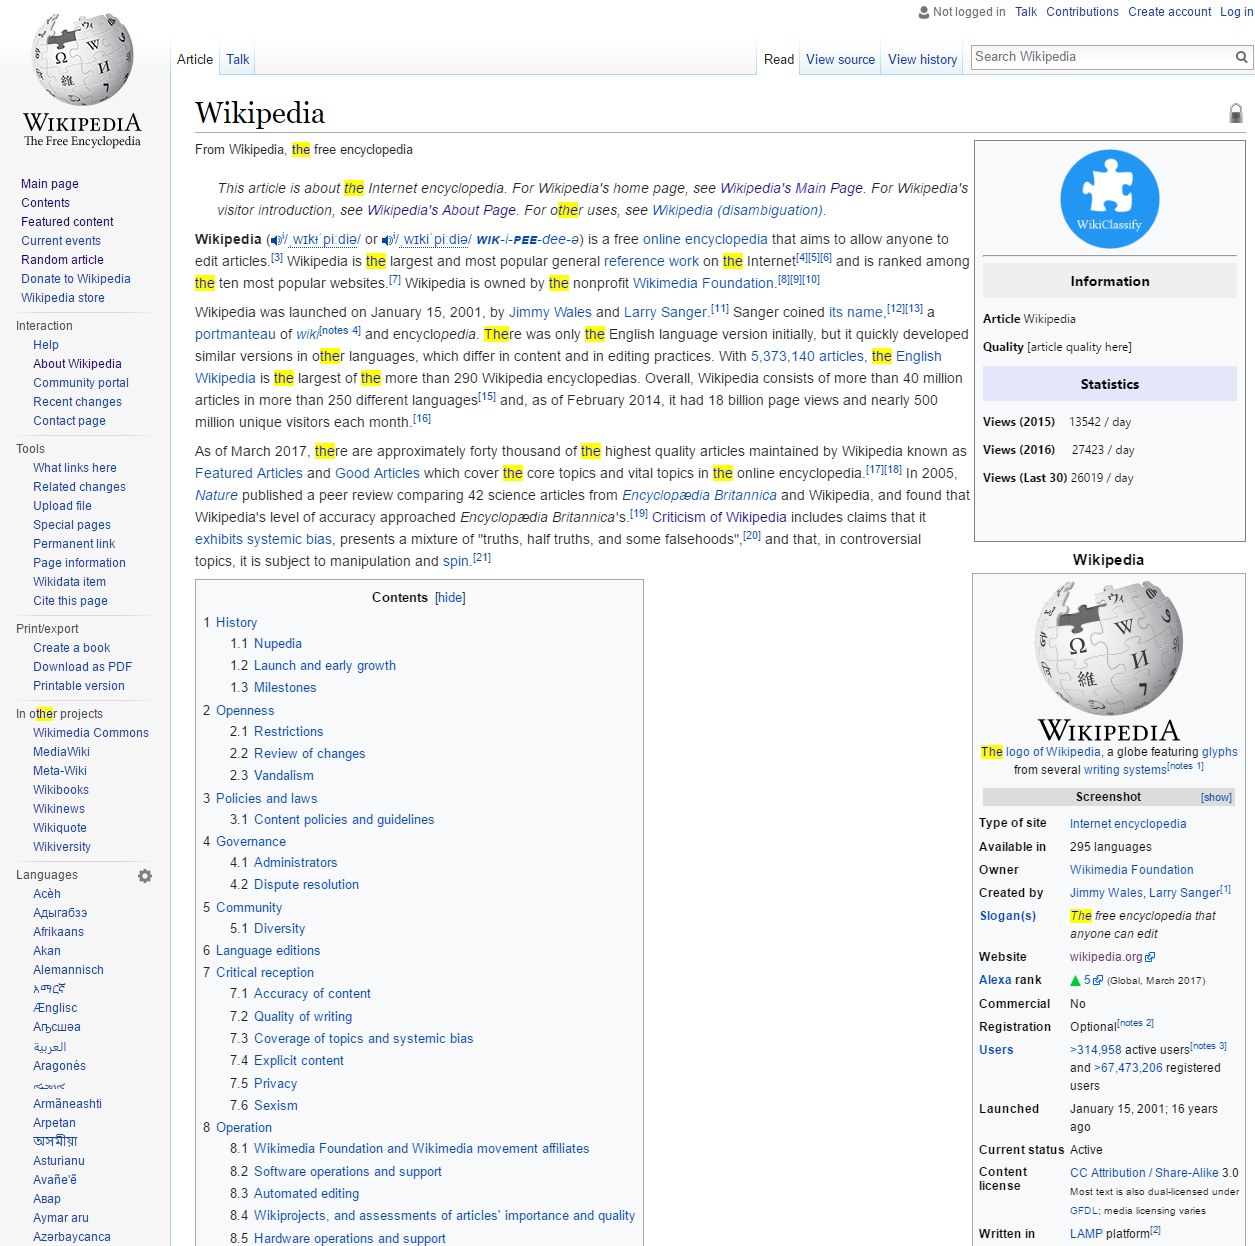 Not logged in Talk Contributions Create account Log in
Article Talk Read View source View history Search Wikipedia
WIKIPEDIA
The Free Encyclopedia
Main page
Contents
Featured content
Current events
Random article
Donate to Wikipedia
Wikipedia store
Interaction
Help
About Wikipedia
Community portal
Recent changes
Contact page
Tools
What links here
Related changes
Upload file
Special pages
Permanent link
Page information
Wikidata item
Cite this page
Print/export
Create a book
Download as PDF
Printable version
In other projects
Wikimedia Commons
MediaWiki
Meta-Wiki
Wikibooks
Wikinews
Wikiquote
Wikiversity
Languages
Acèh
Адыгабзэ
Afrikaans
Akan
Alemannisch
አማርኛ
Ænglisc
Аҧсшәа
العربية
Aragonés
Armãneashti
Arpetan
অসমীয়া
Asturianu
Avañe'ẽ
Авар
Aymar aru
Azərbaycanca
Wikipedia
From Wikipedia, the free encyclopedia
This article is about the Internet encyclopedia. For Wikipedia's home page, see Wikipedia's Main Page. For Wikipedia's
visitor introduction, see Wikipedia's About Page. For other uses, see Wikipedia (disambiguation).
Wikipedia (i/ˌwɪkɨˈpiːdiə/ or i/ˌwɪkiˈpiːdiə/ WIK-i-PEE-dee-ə) is a free online encyclopedia that aims to allow anyone to
edit articles.[3] Wikipedia is the largest and most popular general reference work on the Internet[4][5][6] and is ranked among
the ten most popular websites.[7] Wikipedia is owned by the nonprofit Wikimedia Foundation.[8][9][10]
Wikipedia was launched on January 15, 2001, by Jimmy Wales and Larry Sanger.[11] Sanger coined its name,[12][13] a
portmanteau of wiki[notes 4] and encyclopedia. There was only the English language version initially, but it quickly developed
similar versions in other languages, which differ in content and in editing practices. With 5,373,140 articles, the English
Wikipedia is the largest of the more than 290 Wikipedia encyclopedias. Overall, Wikipedia consists of more than 40 million
articles in more than 250 different languages[15] and, as of February 2014, it had 18 billion page views and nearly 500
million unique visitors each month.[16]
As of March 2017, there are approximately forty thousand of the highest quality articles maintained by Wikipedia known as
Featured Articles and Good Articles which cover the core topics and vital topics in the online encyclopedia.[17][18] In 2005,
Nature published a peer review comparing 42 science articles from Encyclopædia Britannica and Wikipedia, and found that
Wikipedia's level of accuracy approached Encyclopædia Britannica's.[19] Criticism of Wikipedia includes claims that it
exhibits systemic bias, presents a mixture of "truths, half truths, and some falsehoods",[20] and that, in controversial
topics, it is subject to manipulation and spin.[21]
Contents [hide]
1 History
1.1 Nupedia
1.2 Launch and early growth
1.3 Milestones
2 Openness
2.1 Restrictions
2.2 Review of changes
2.3 Vandalism
3 Policies and laws
3.1 Content policies and guidelines
4 Governance
4.1 Administrators
4.2 Dispute resolution
5 Community
5.1 Diversity
6 Language editions
7 Critical reception
7.1 Accuracy of content
7.2 Quality of writing
7.3 Coverage of topics and systemic bias
7.4 Explicit content
7.5 Privacy
7.6 Sexism
8 Operation
8.1 Wikimedia Foundation and Wikimedia movement affiliates
8.2 Software operations and support
8.3 Automated editing
8.4 Wikiprojects, and assessments of articles' importance and quality
8.5 Hardware operations and support
WikiClassify
Information
Article Wikipedia
Quality [article quality here]
Statistics
Views (2015) 13542 / day
Views (2016) 27423 / day
Views (Last 30) 26019 / day
Wikipedia
WIKIPEDIA
The logo of Wikipedia, a globe featuring glyphs
from several writing systems[notes 1]
Screenshot [show]
Type of site Internet encyclopedia
Available in 295 languages
Owner Wikimedia Foundation
Created by Jimmy Wales, Larry Sanger[1]
Slogan(s) The free encyclopedia that
anyone can edit
Website wikipedia.org
Alexa rank 5 (Global, March 2017)
Commercial No
Registration Optional[notes 2]
Users >314,958 active users[notes 3]
and >67,473,206 registered
users
Launched January 15, 2001; 16 years
ago
Current status Active
Content license CC Attribution / Share-Alike 3.0
Most text is also dual-licensed under
GFDL; media licensing varies
Written in LAMP platform[2]